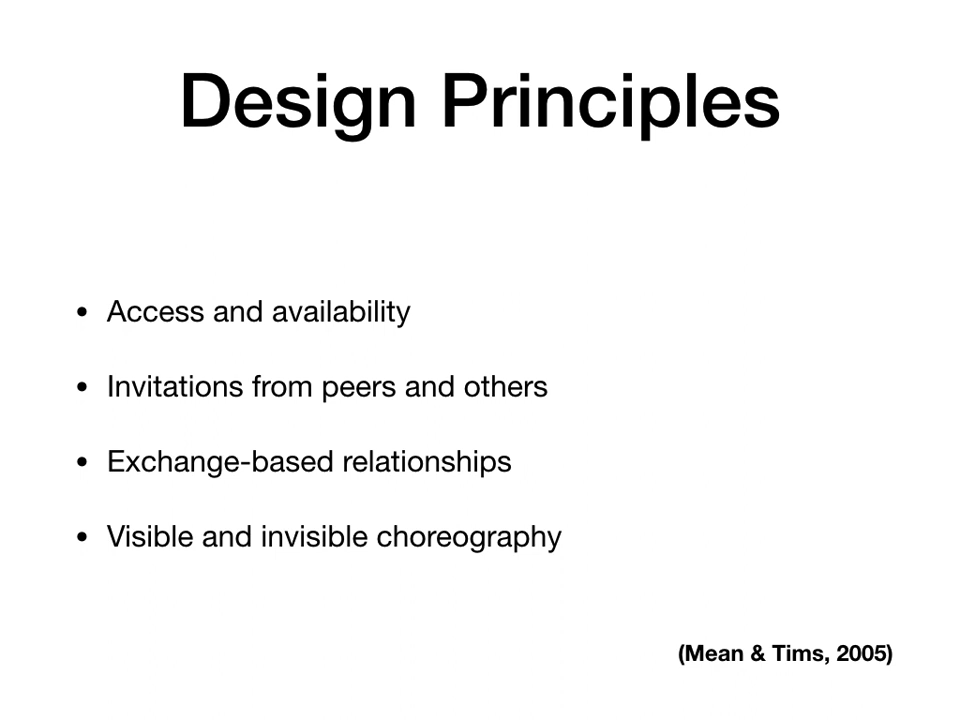 Design Principles
• Access and availability
• Invitations from peers and others
• Exchange-based relationships
• Visible and invisible choreography
(Mean & Tims, 2005)